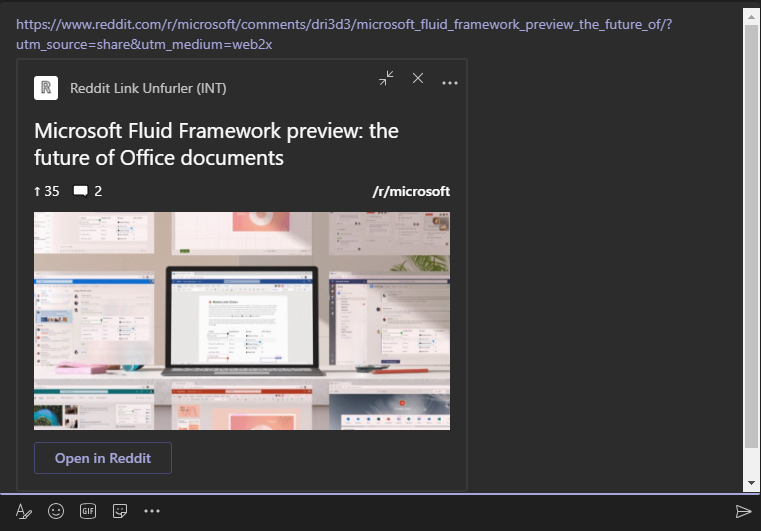 https://www.reddit.com/r/microsoft/comments/dri3d3/microsoft_fluid_framework_preview_the_future_of/?
utm_source=share&utm_medium=web2x
R Reddit Link Unfurler (INT)
Microsoft Fluid Framework preview: the
future of Office documents
35 2 /r/microsoft
Open in Reddit
GIF